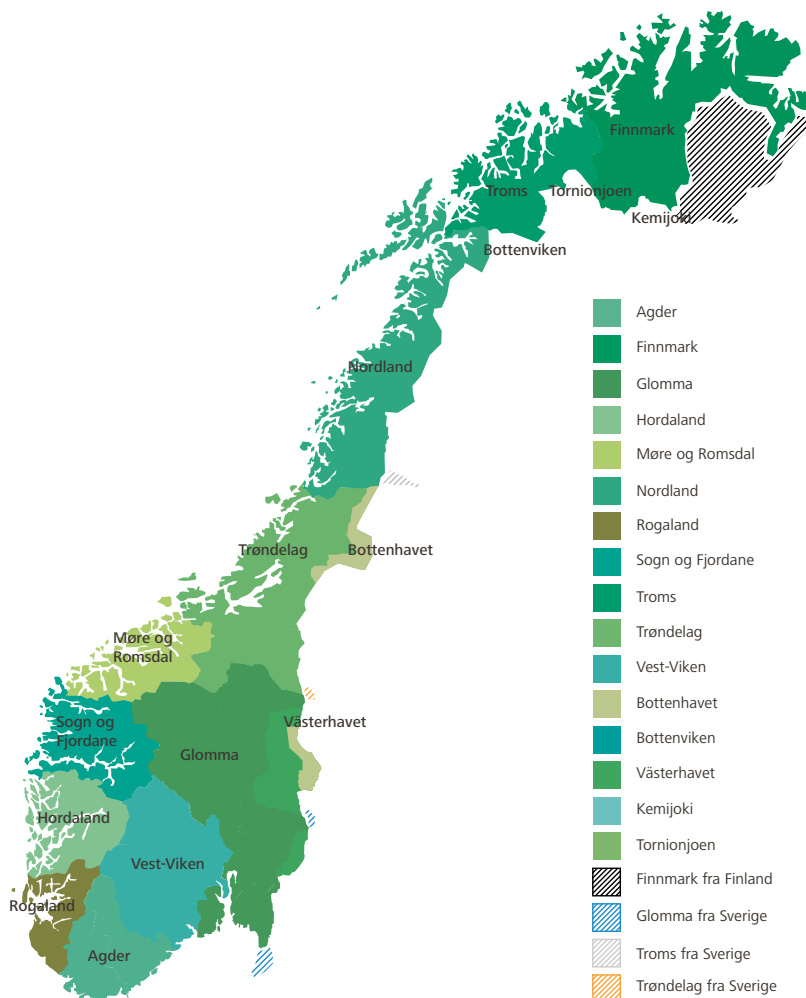 Finnmark
Troms
Tornionjoen
Kemijoki
Bottenviken
Nordland
Trøndelag
Bottenhavet
Møre og
Romsdal
Sogn og
Fjordane
Västerhavet
Glomma
Hordaland
Vest-Viken
Rogaland
Agder
Agder
Finnmark
Glomma
Hordaland
Møre og Romsdal
Nordland
Rogaland
Sogn og Fjordane
Troms
Trøndelag
Vest-Viken
Bottenhavet
Bottenviken
Västerhavet
Kemijoki
Tornionjoen
Finnmark fra Finland
Glomma fra Sverige
Troms fra Sverige
Trøndelag fra Sverige